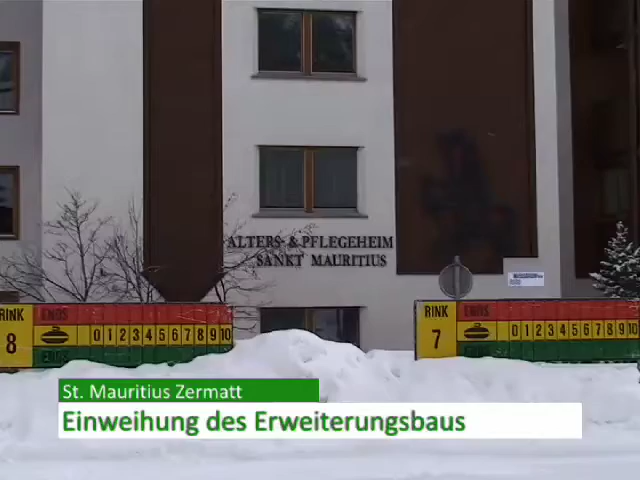 ALTERS- & PFLEGEHEIM
SANKT MAURITIUS
RINK
8
ENDS
0 1 2 3 4 5 6 7 8 9 10
RINK
7
ENDS
0 1 2 3 4 5 6 7 8 9 10
St. Mauritius Zermatt
Einweihung des Erweiterungsbaus